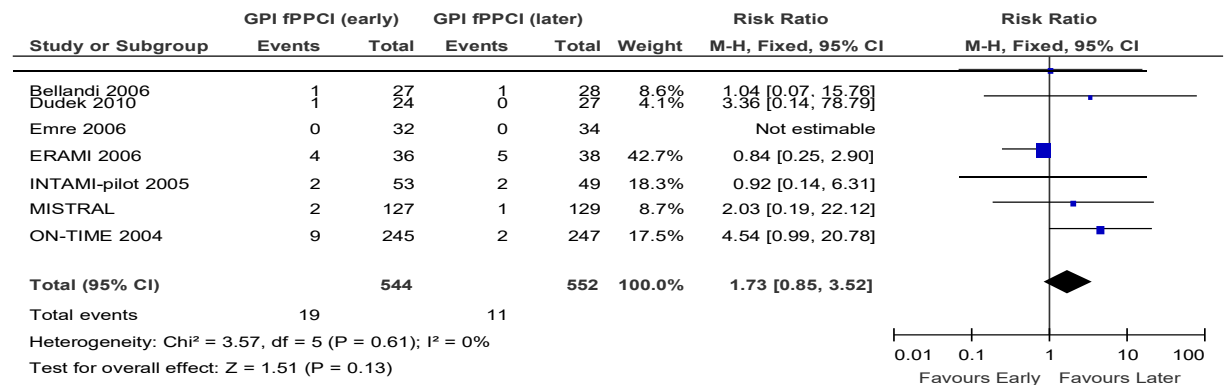 GPI fPPCI (early) GPI fPPCI (later) Risk Ratio Risk Ratio
Study or Subgroup Events Total Events Total Weight M-H, Fixed, 95% CI M-H, Fixed, 95% CI
Bellandi 2006 1 27 1 28 8.6% 1.04 [0.07, 15.76]
Dudek 2010 1 24 0 27 4.1% 3.36 [0.14, 78.79]
Emre 2006 0 32 0 34 Not estimable
ERAMI 2006 4 36 5 38 42.7% 0.84 [0.25, 2.90]
INTAMI-pilot 2005 2 53 2 49 18.3% 0.92 [0.14, 6.31]
MISTRAL 2 127 1 129 8.7% 2.03 [0.19, 22.12]
ON-TIME 2004 9 245 2 247 17.5% 4.54 [0.99, 20.78]
Total (95% CI) 544 552 100.0% 1.73 [0.85, 3.52]
Total events 19 11
Heterogeneity: Chi² = 3.57, df = 5 (P = 0.61); I² = 0%
Test for overall effect: Z = 1.51 (P = 0.13)
0.01 0.1 1 10 100
Favours Early Favours Later